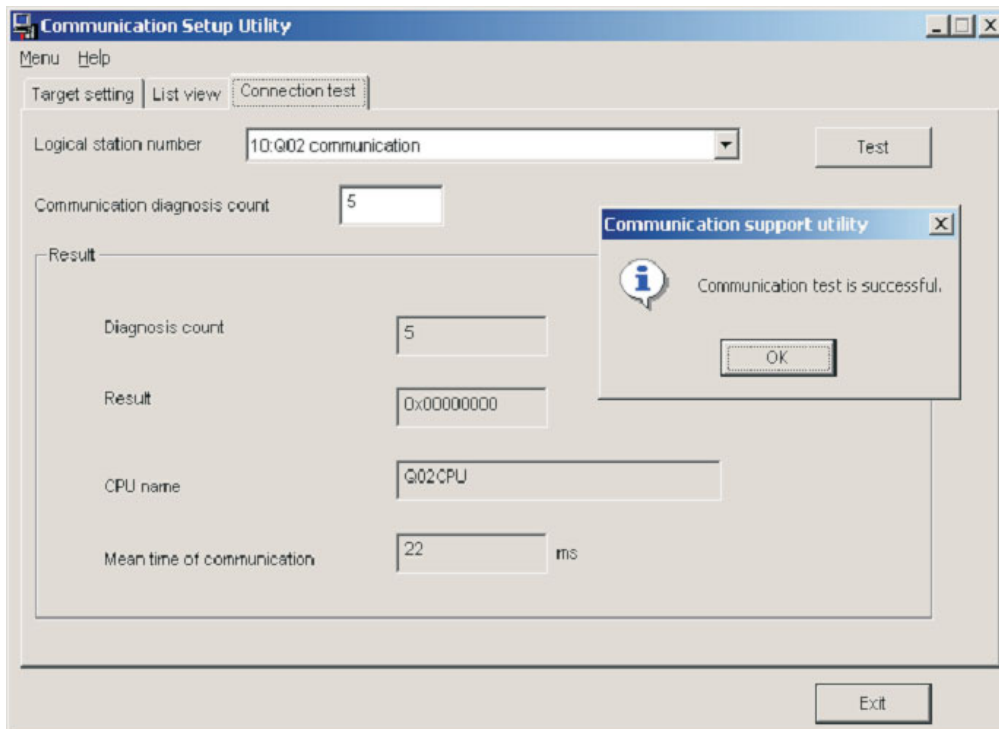 Communication Setup Utility
Menu Help
Target setting List view Connection test
Logical station number 10:Q02 communication Test
Communication diagnosis count 5
Communication support utility
Communication test is successful.
OK
Result
Diagnosis count 5
Result 0x00000000
CPU name Q02CPU
Mean time of communication 22 ms
Exit